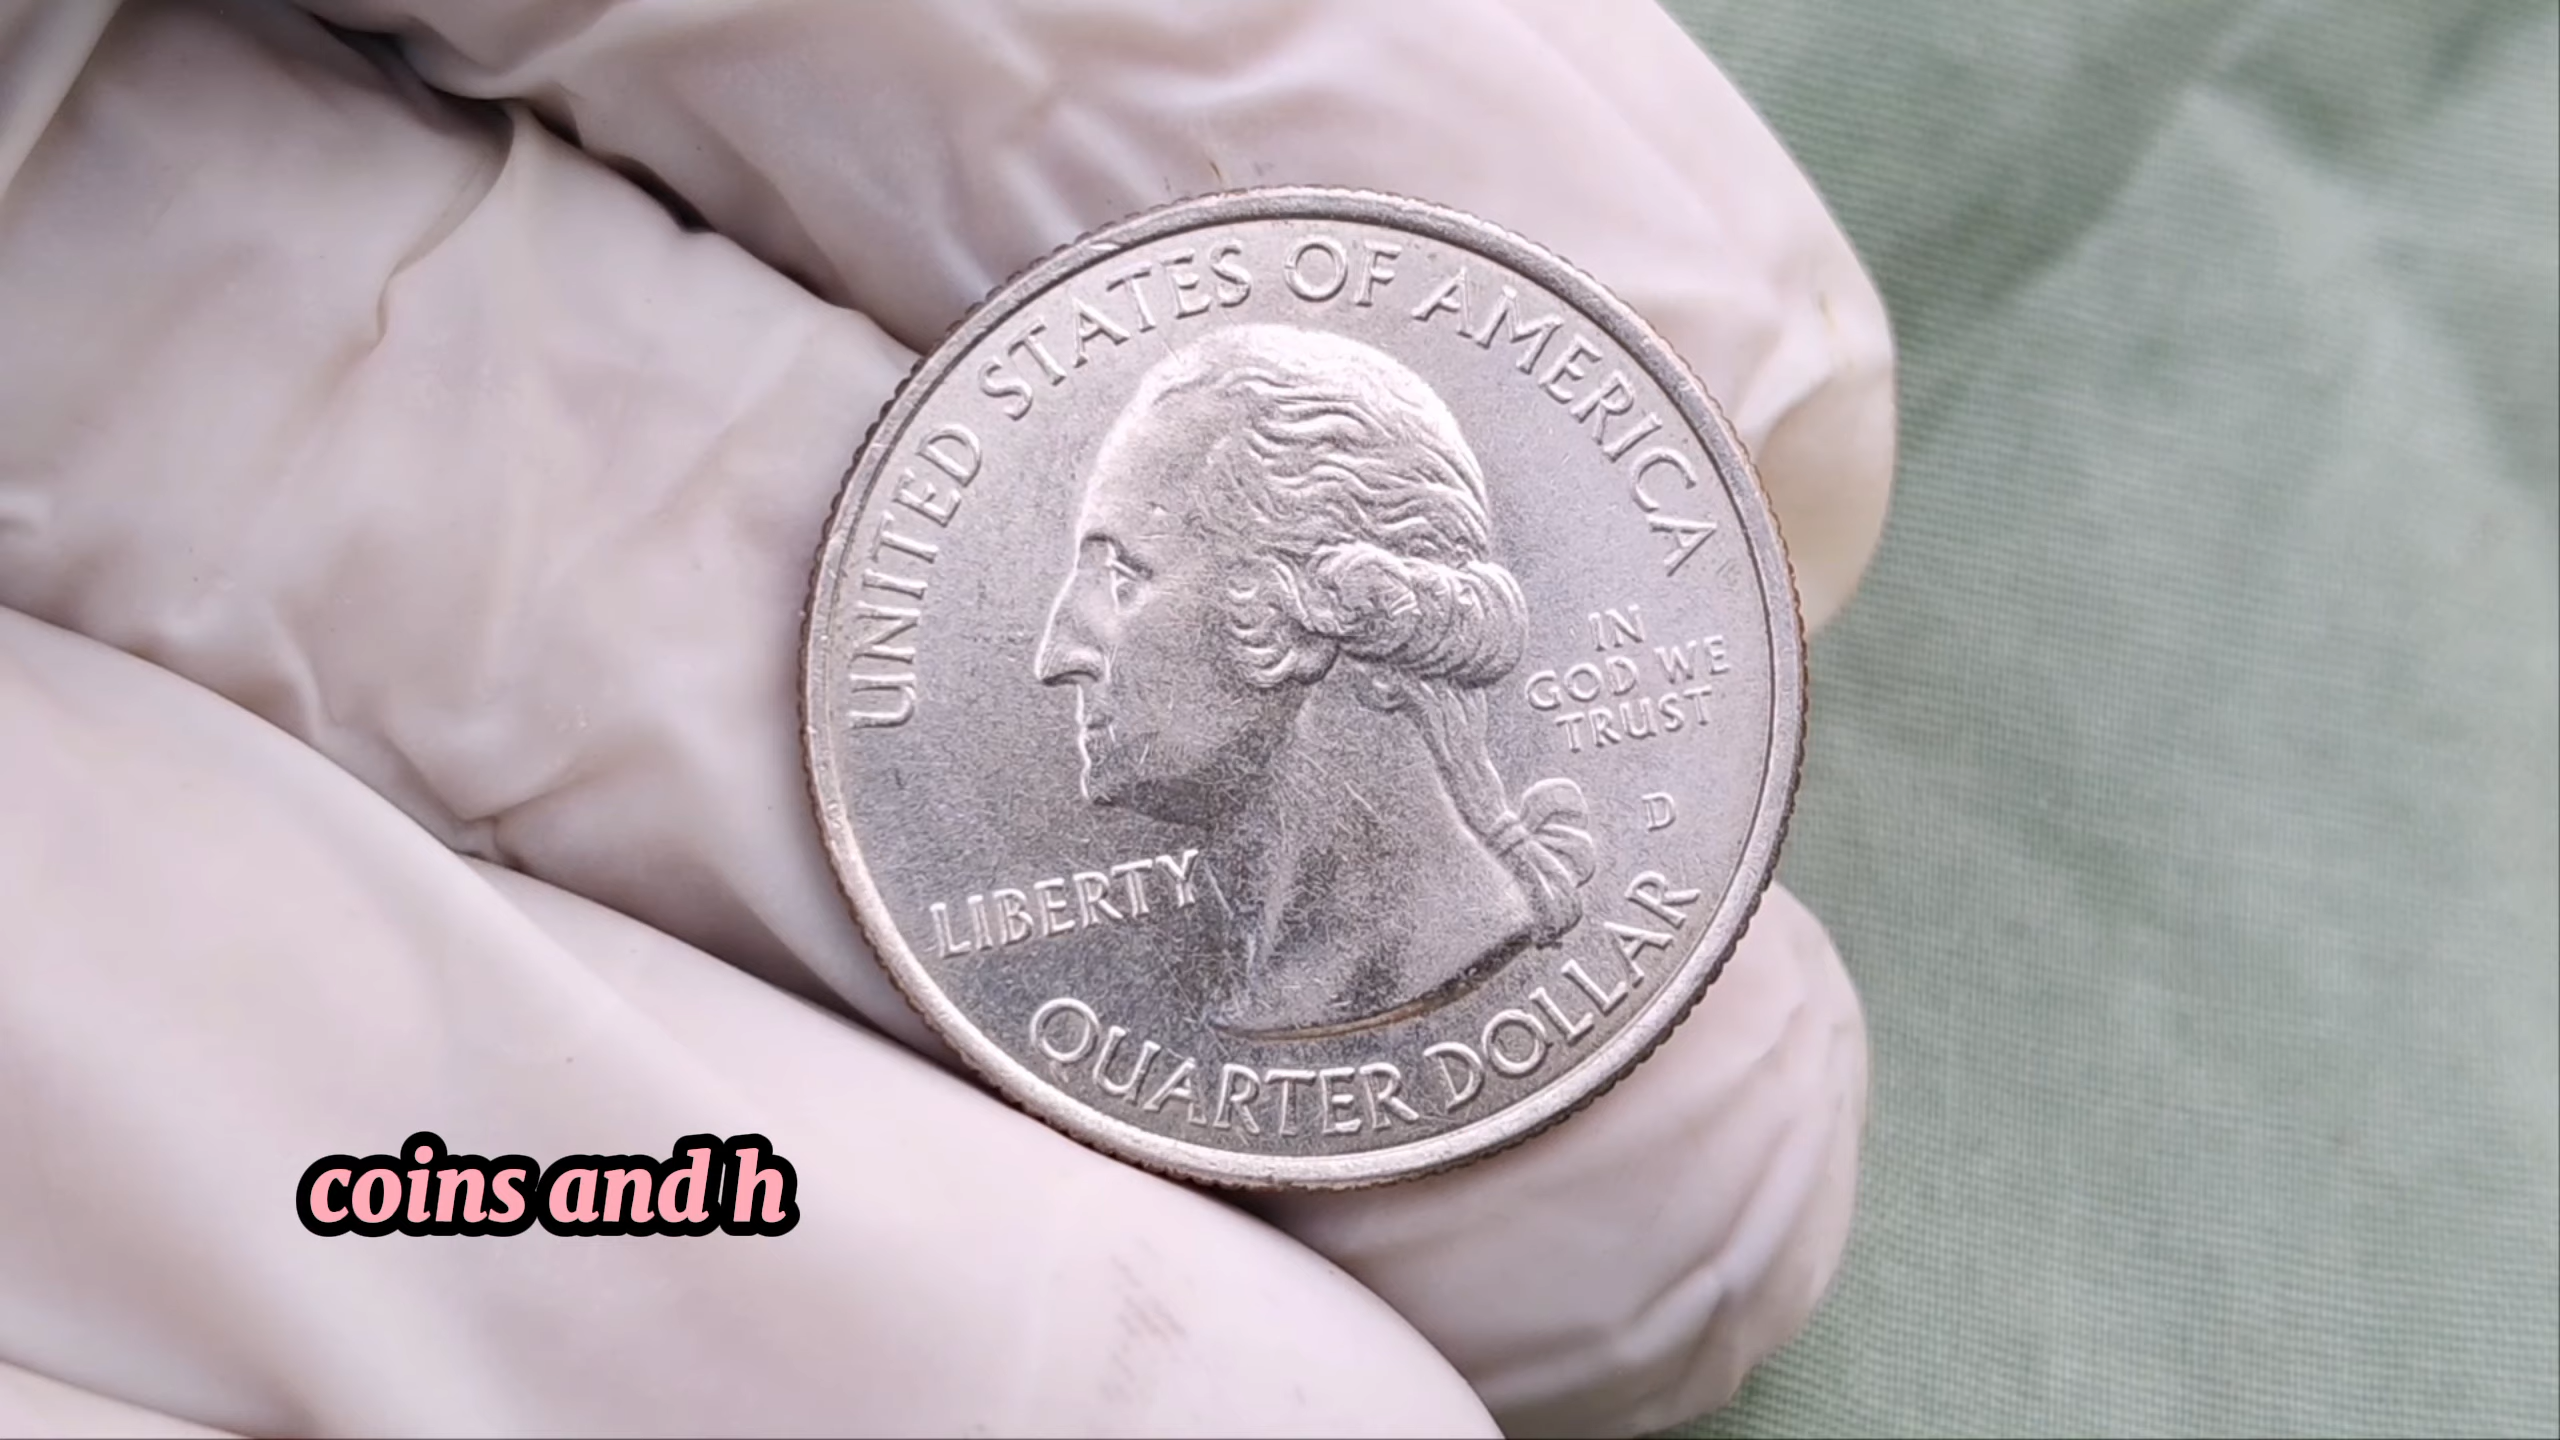 UNITED STATES OF AMERICA
IN
GOD WE
TRUST
D
LIBERTY
QUARTER DOLLAR
coins and h